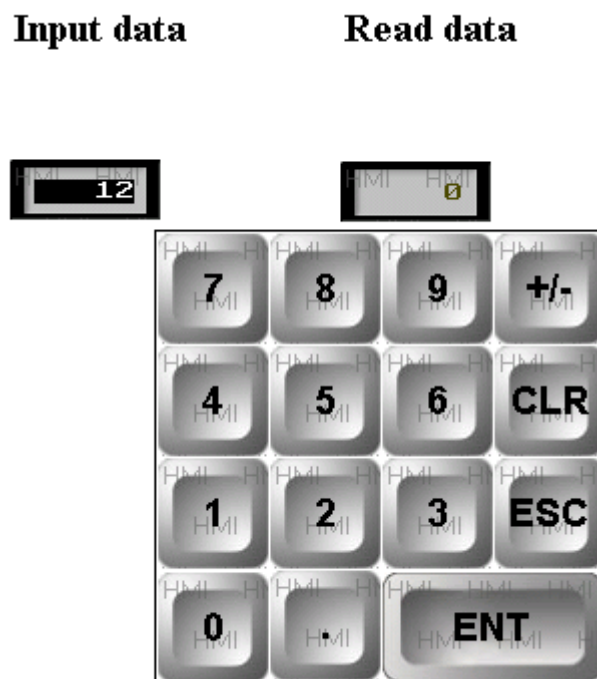 Input data Read data
12 0
7 8 9 +/-
4 5 6 CLR
1 2 3 ESC
0 . ENT